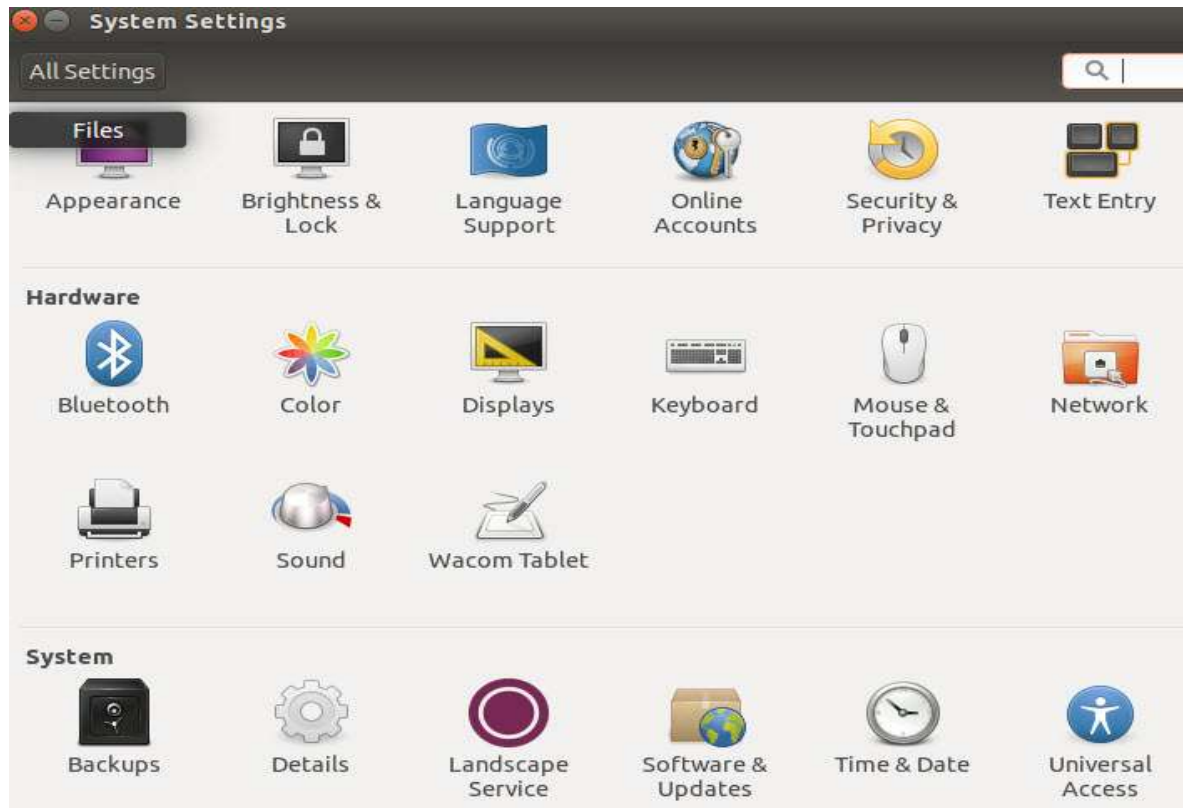 System Settings
All Settings
Files
Appearance
Brightness &
Lock
Language
Support
Online
Accounts
Security &
Privacy
Text Entry
Hardware
Bluetooth
Color
Displays
Keyboard
Mouse &
Touchpad
Network
Printers
Sound
Wacom Tablet
System
Backups
Details
Landscape
Service
Software &
Updates
Time & Date
Universal
Access